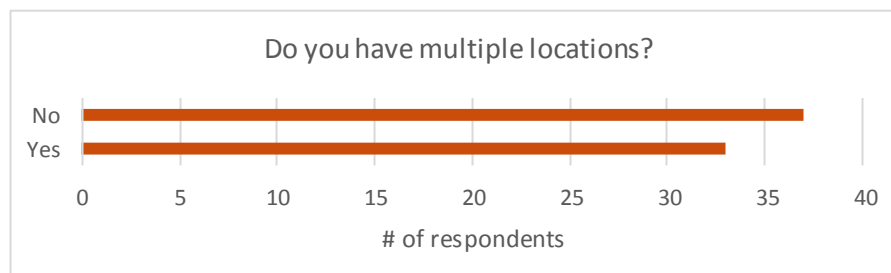 Do you have multiple locations?
No
Yes
0 5 10 15 20 25 30 35 40
# of respondents